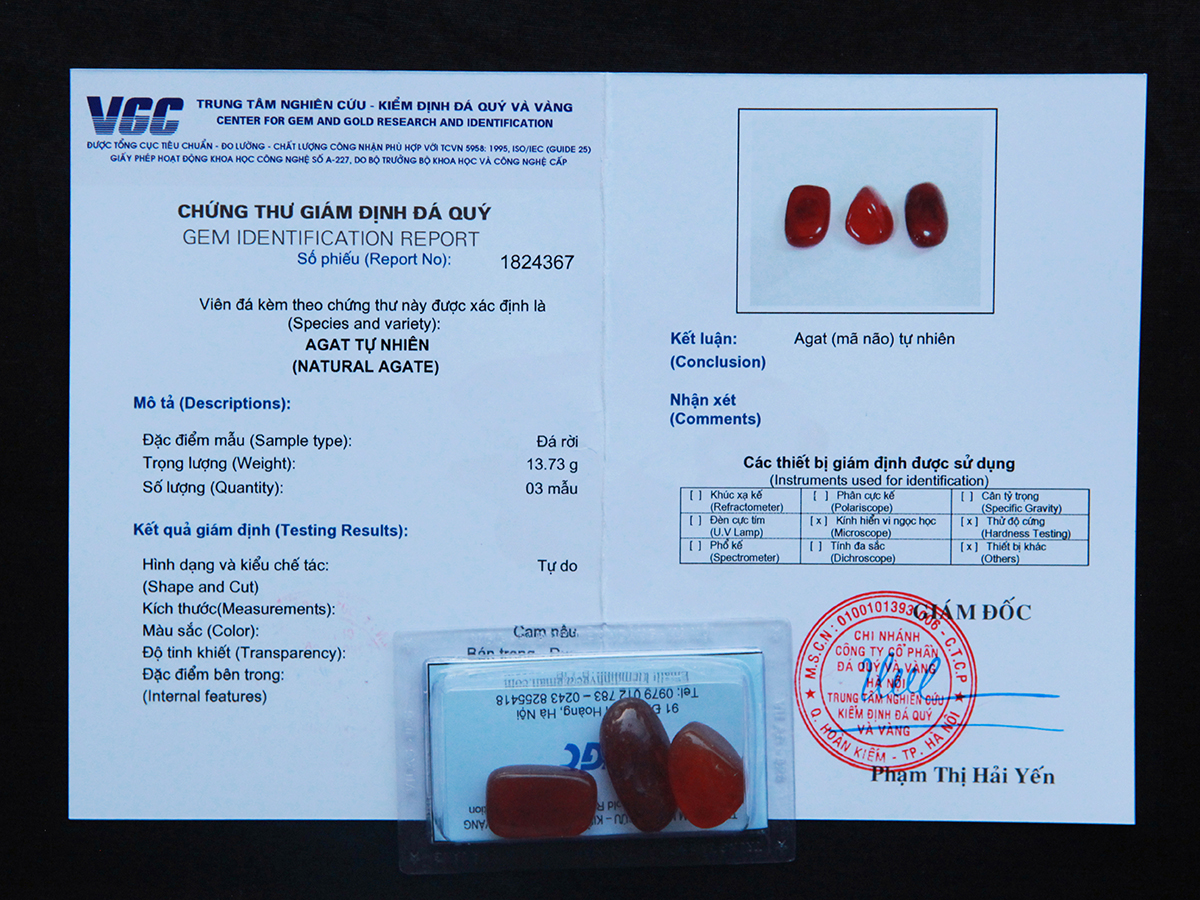 VGC
TRUNG TÂM NGHIÊN CỨU - KIỂM ĐỊNH ĐÁ QUÝ VÀ VÀNG
CENTER FOR GEM AND GOLD RESEARCH AND IDENTIFICATION
ĐƯỢC TỔNG CỤC TIÊU CHUẨN - ĐO LƯỜNG - CHẤT LƯỢNG CÔNG NHẬN PHÙ HỢP VỚI TCVN 5958: 1995, ISO/IEC (GUIDE 25)
GIẤY PHÉP HOẠT ĐỘNG KHOA HỌC CÔNG NGHỆ SỐ A-227, DO BỘ TRƯỞNG BỘ KHOA HỌC VÀ CÔNG NGHỆ CẤP
CHỨNG THƯ GIÁM ĐỊNH ĐÁ QUÝ
GEM IDENTIFICATION REPORT
Số phiếu (Report No): 1824367
Viên đá kèm theo chứng thư này được xác định là
(Species and variety):
AGAT TỰ NHIÊN
(NATURAL AGATE)
Mô tả (Descriptions):
Đặc điểm mẫu (Sample type): Đá rời
Trọng lượng (Weight): 13.73 g
Số lượng (Quantity): 03 mẫu
Kết quả giám định (Testing Results):
Hình dạng và kiểu chế tác: Tự do
(Shape and Cut)
Kích thước(Measurements):
Màu sắc (Color): Cam nâu
Độ tinh khiết (Transparency): Bán trong
Đặc điểm bên trong:
(Internal features)
Kết luận: Agat (mã não) tự nhiên
(Conclusion)
Nhận xét
(Comments)
Các thiết bị giám định được sử dụng
(Instruments used for identification)
[ ] Khúc xạ kế [ ] Phân cực kế [ ] Cân tỷ trọng
(Refractometer) (Polariscope) (Specific Gravity)
[ ] Đèn cực tím [x] Kính hiển vi ngọc học [x] Thử độ cứng
(U.V Lamp) (Microscope) (Hardness Testing)
[ ] Phổ kế [ ] Tính đa sắc [x] Thiết bị khác
(Spectrometer) (Dichroscope) (Others)
GIÁM ĐỐC
M.S.C.N: C.T.C.P
CHI NHÁNH
CÔNG TY CỔ PHẦN
ĐÁ QUÝ VÀ VÀNG
HÀ NỘI
TRUNG TÂM NGHIÊN CỨU
KIỂM ĐỊNH ĐÁ QUÝ
VÀ VÀNG
Q. HOÀN KIẾM - TP. HÀ NỘI
Phạm Thị Hải Yến
Tel: 0979 012 783 – 0243 8255418
91 Hoàng, Hà Nội